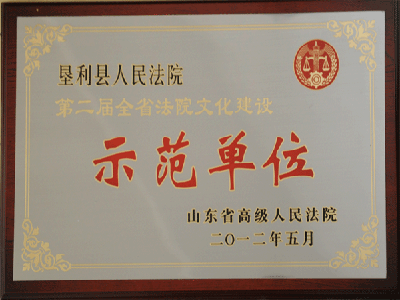 垦利县人民法院
第二届全省法院文化建设
示范单位
山东省高级人民法院
二〇一二年五月